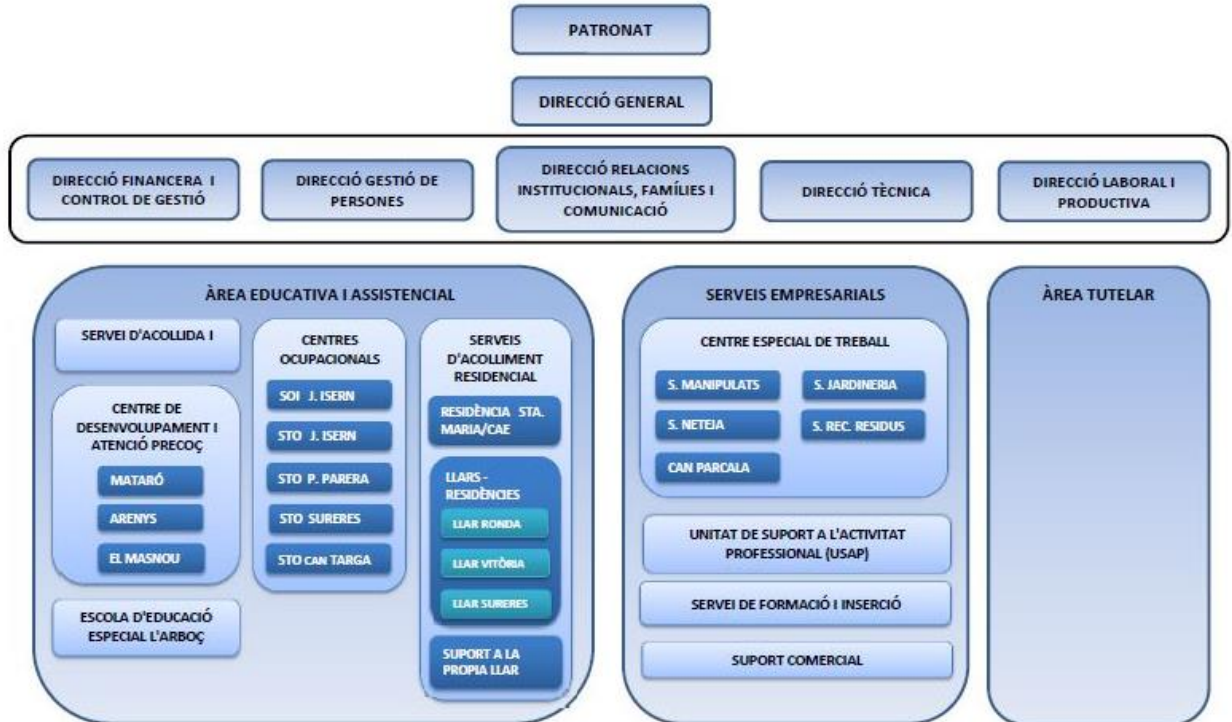 PATRONAT
DIRECCIÓ GENERAL
DIRECCIÓ FINANCERA I
CONTROL DE GESTIÓ
DIRECCIÓ GESTIÓ DE
PERSONES
DIRECCIÓ RELACIONS
INSTITUCIONALS, FAMÍLIES I
COMUNICACIÓ
DIRECCIÓ TÈCNICA
DIRECCIÓ LABORAL I
PRODUCTIVA
ÀREA EDUCATIVA I ASSISTENCIAL
SERVEI D'ACOLLIDA I
CENTRE DE
DESENVOLUPAMENT I
ATENCIÓ PRECOÇ
MATARÓ
ARENYS
EL MASNOU
ESCOLA D'EDUCACIÓ
ESPECIAL L'ARBOÇ
CENTRES
OCUPACIONALS
SOI J. ISERN
STO J. ISERN
STO P. PARERA
STO SURERES
STO CAN TARGA
SERVEIS
D'ACOLLIMENT
RESIDENCIAL
RESIDÈNCIA STA.
MARIA/CAE
LLARS -
RESIDÈNCIES
LLAR RONDA
LLAR VITÒRIA
LLAR SURERES
SUPORT A LA
PROPIA LLAR
SERVEIS EMPRESARIALS
CENTRE ESPECIAL DE TREBALL
S. MANIPULATS
S. JARDINERIA
S. NETEJA
S. REC. RESIDUS
CAN PARCALA
UNITAT DE SUPORT A L'ACTIVITAT
PROFESSIONAL (USAP)
SERVEI DE FORMACIÓ I INSERCIÓ
SUPORT COMERCIAL
ÀREA TUTELAR